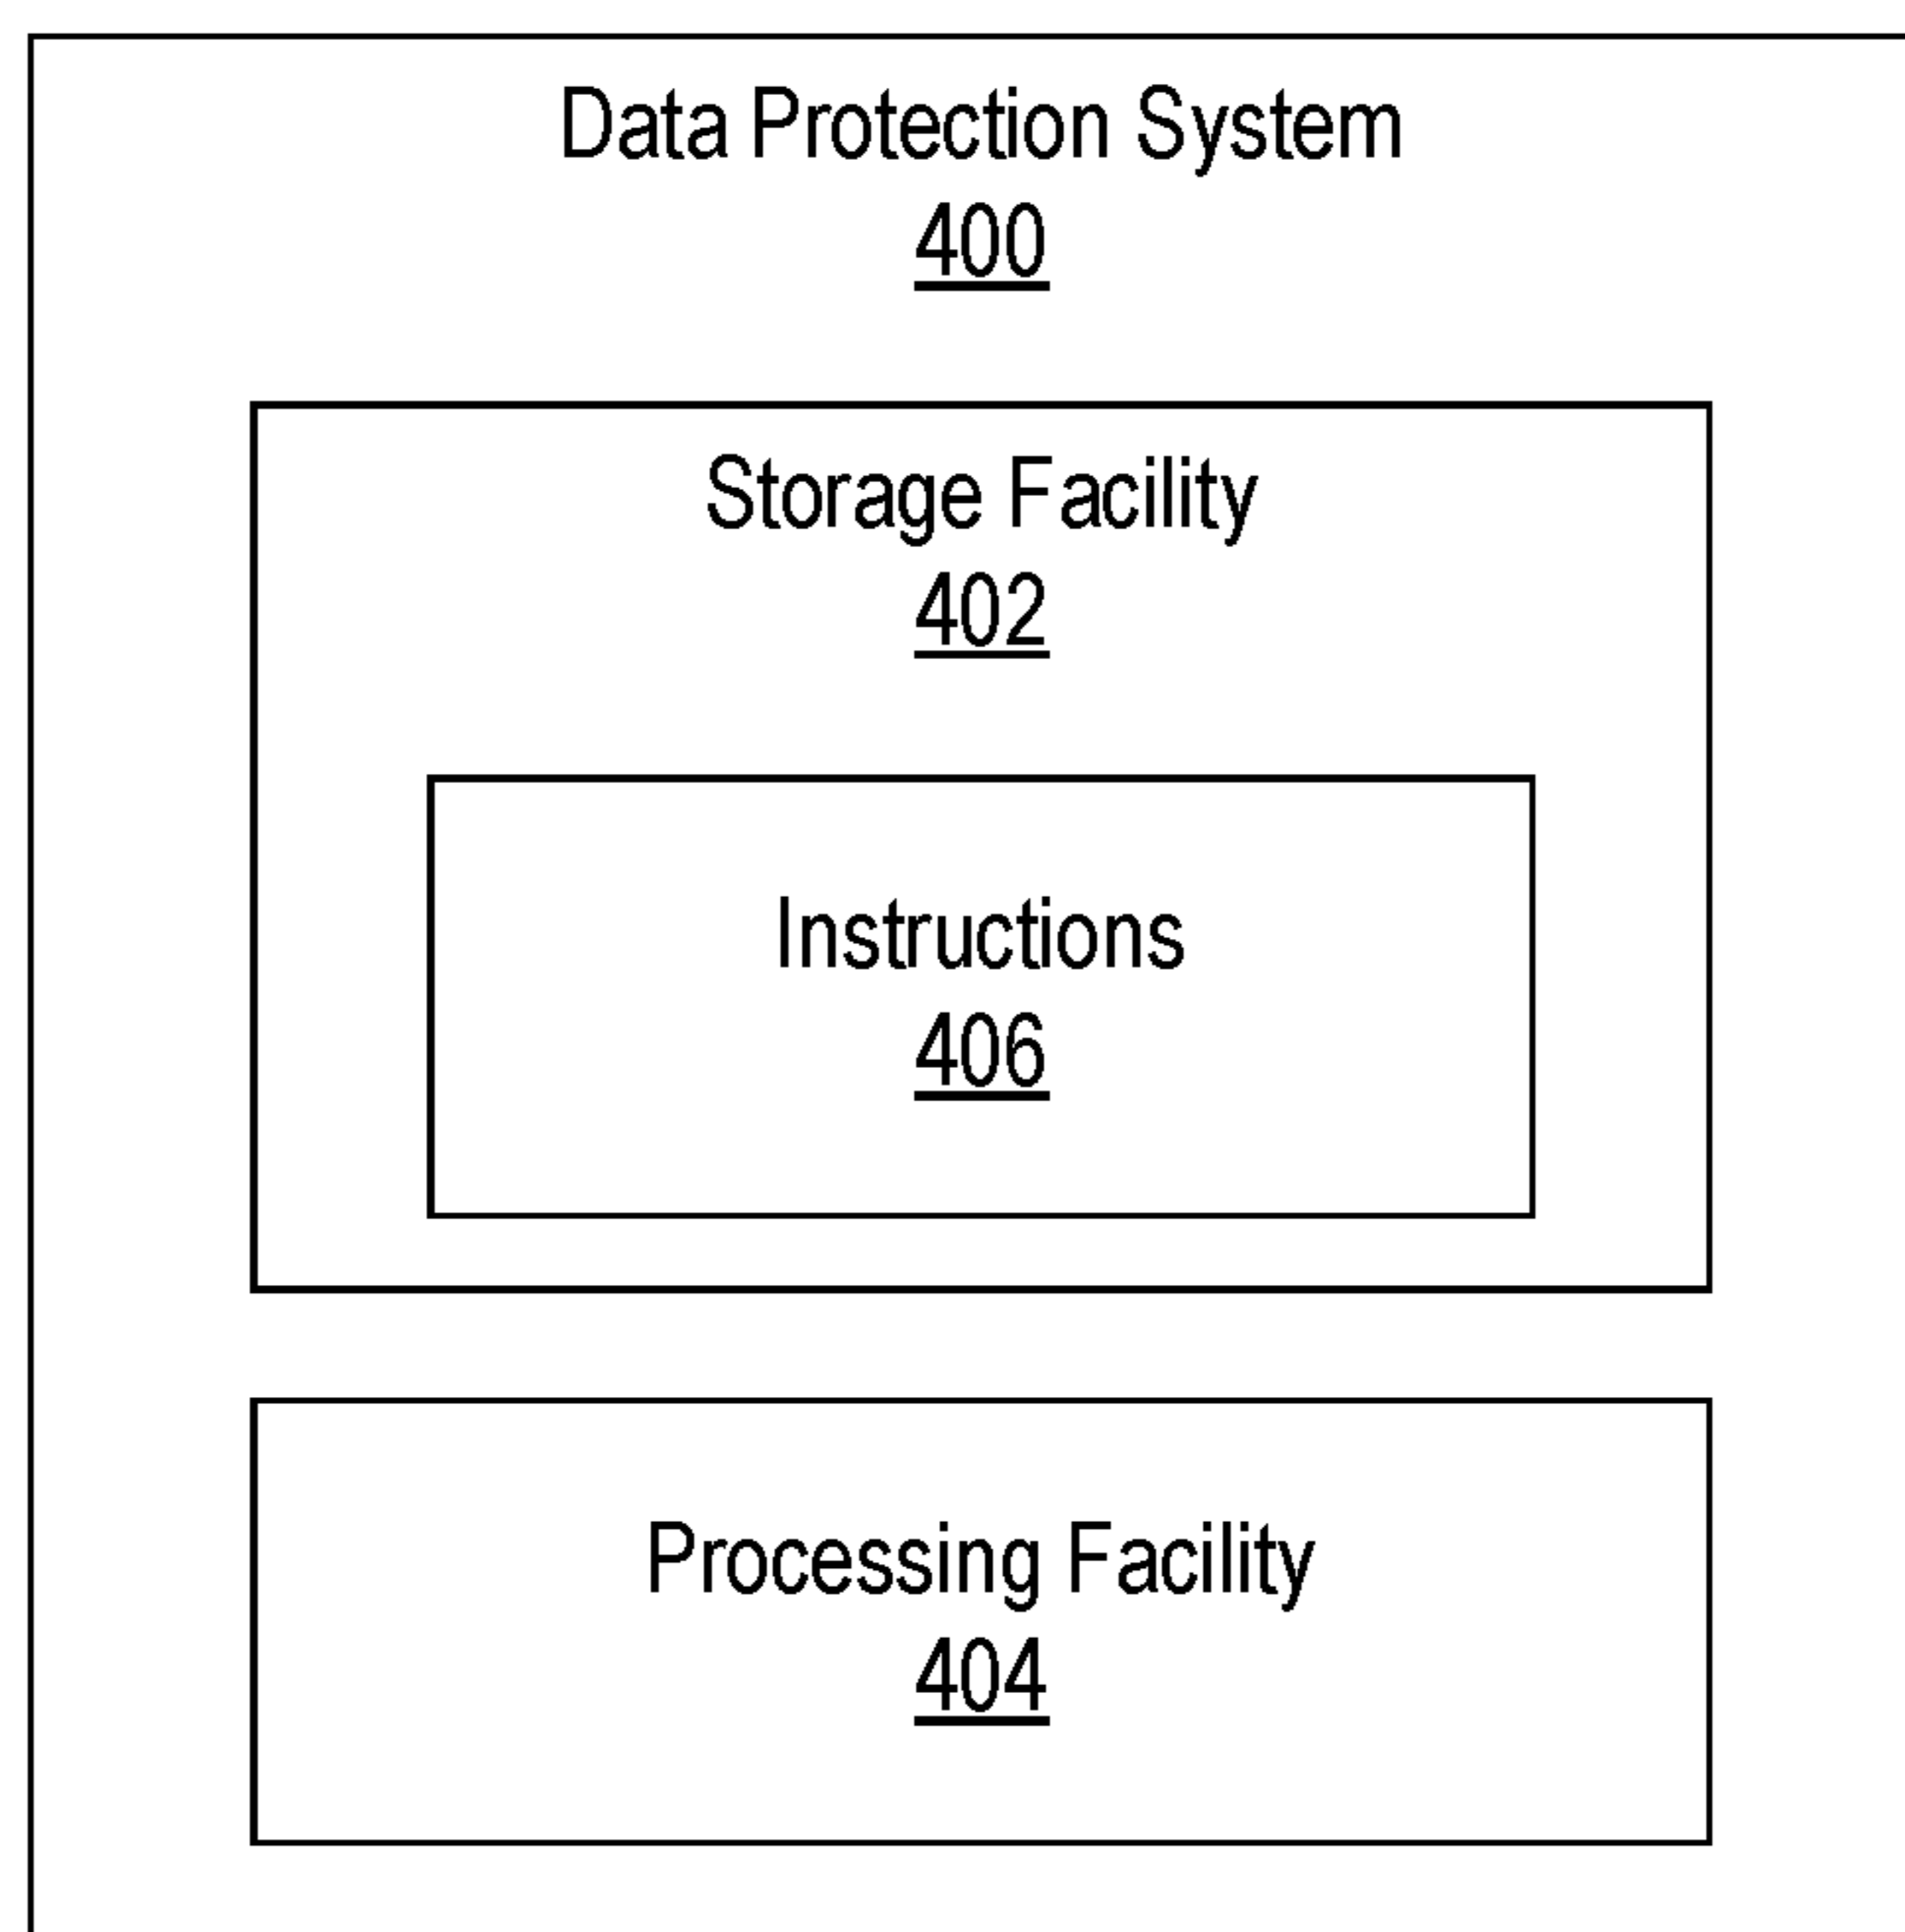 Data Protection System
400
Storage Facility
402
Instructions
406
Processing Facility
404